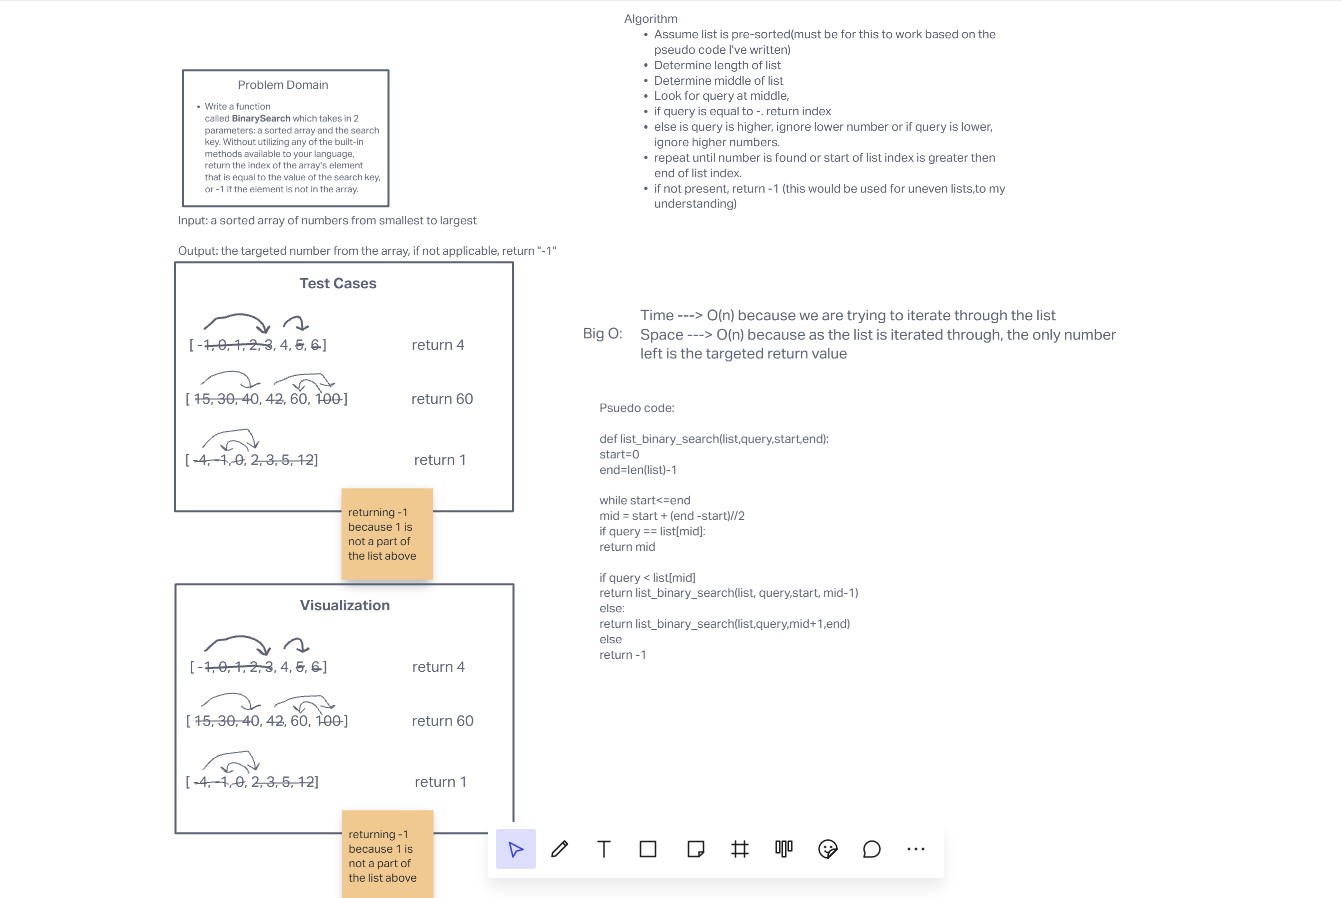 Problem Domain
• Write a function
called BinarySearch which takes in 2
parameters: a sorted array and the search
key. Without utilizing any of the built-in
methods available to your language,
return the index of the array's element
that is equal to the value of the search key,
or -1 if the element is not in the array.
Input: a sorted array of numbers from smallest to largest
Output: the targeted number from the array, if not applicable, return "-1"
Test Cases
[ -1, 0, 1, 2, 3, 4, 5, 6 ] return 4
[ 15, 30, 40, 42, 60, 100 ] return 60
[ -4, -1, 0, 2, 3, 5, 12] return 1
returning -1
because 1 is
not a part of
the list above
Visualization
[ -1, 0, 1, 2, 3, 4, 5, 6 ] return 4
[ 15, 30, 40, 42, 60, 100 ] return 60
[ -4, -1, 0, 2, 3, 5, 12] return 1
returning -1
because 1 is
not a part of
the list above
Algorithm
• Assume list is pre-sorted(must be for this to work based on the
pseudo code I've written)
• Determine length of list
• Determine middle of list
• Look for query at middle,
• if query is equal to -. return index
• else is query is higher, ignore lower number or if query is lower,
ignore higher numbers.
• repeat until number is found or start of list index is greater then
end of list index.
• if not present, return -1 (this would be used for uneven lists,to my
understanding)
Big O:
Time ---> O(n) because we are trying to iterate through the list
Space ---> O(n) because as the list is iterated through, the only number
left is the targeted return value
Psuedo code:
def list_binary_search(list,query,start,end):
start=0
end=len(list)-1
while start<=end
mid = start + (end -start)//2
if query == list[mid]:
return mid
if query < list[mid]
return list_binary_search(list, query,start, mid-1)
else:
return list_binary_search(list,query,mid+1,end)
else
return -1